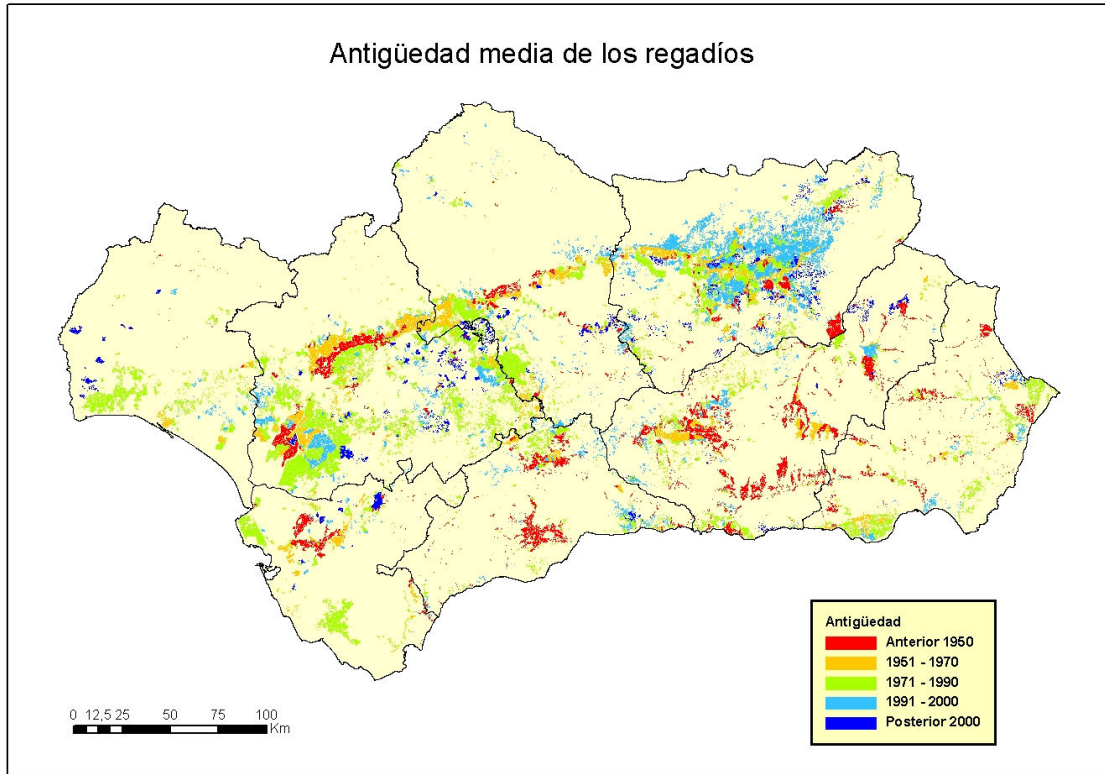 Antigüedad media de los regadíos
Antigüedad
Anterior 1950
1951 - 1970
1971 - 1990
1991 - 2000
Posterior 2000
0 12,5 25 50 75 100
Km